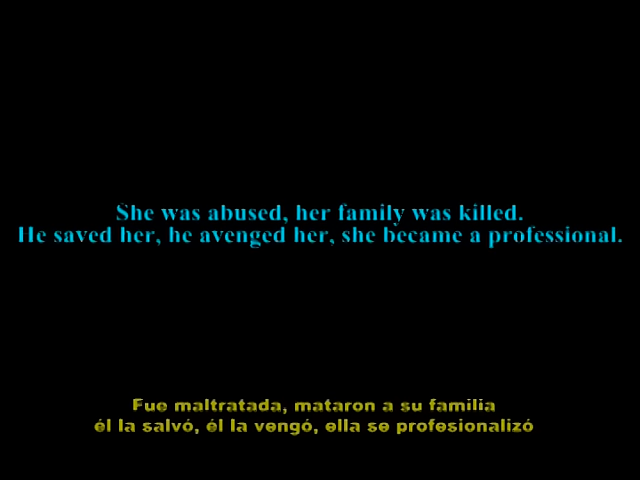 She was abused, her family was killed.
He saved her, he avenged her, she became a professional.
Fue maltratada, mataron a su familia
él la salvó, él la vengó, ella se profesionalizó